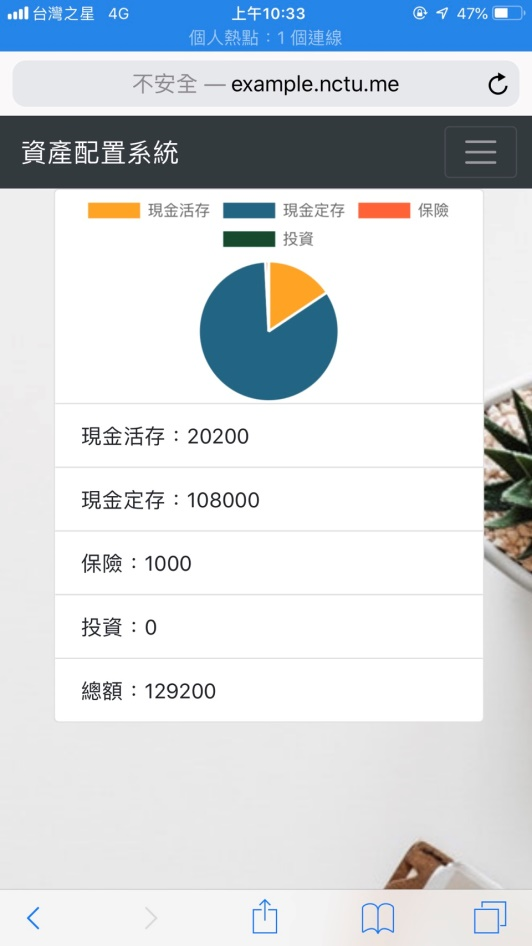 台灣之星 4G 上午10:33 47%
個人熱點：1 個連線
不安全 — example.nctu.me
資產配置系統
現金活存 現金定存 保險
投資
現金活存：20200
現金定存：108000
保險：1000
投資：0
總額：129200